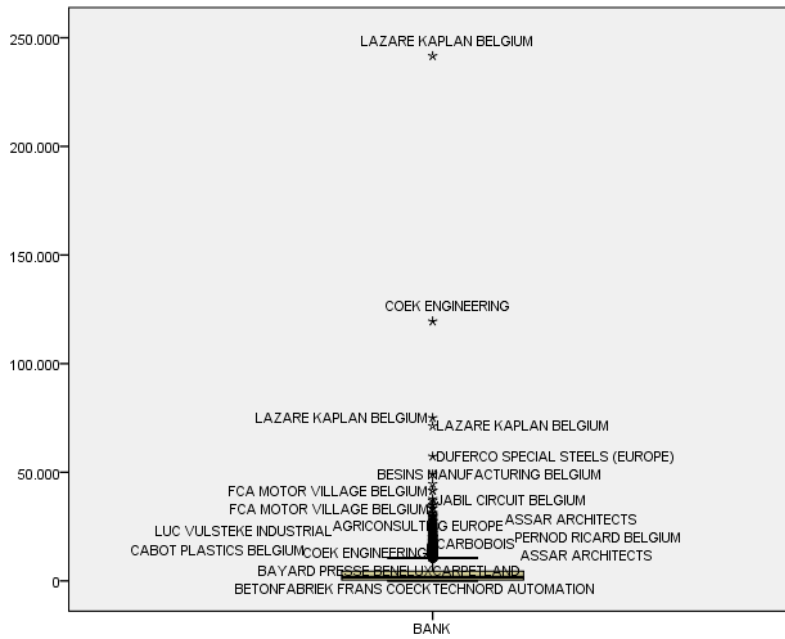 250.000
LAZARE KAPLAN BELGIUM
200.000
150.000
COEK ENGINEERING
100.000
LAZARE KAPLAN BELGIUM
LAZARE KAPLAN BELGIUM
DUFERCO SPECIAL STEELS (EUROPE)
50.000
BESINS MANUFACTURING BELGIUM
FCA MOTOR VILLAGE BELGIUM
JABIL CIRCUIT BELGIUM
FCA MOTOR VILLAGE BELGIUM
ASSAR ARCHITECTS
AGRICONSULTING EUROPE
LUC VULSTEKE INDUSTRIAL
PERNOD RICARD BELGIUM
CARBOBOIS
CABOT PLASTICS BELGIUM
COEK ENGINEERING
ASSAR ARCHITECTS
BAYARD PRESSE BENELUX CARPETLAND
0
BETONFABRIEK FRANS COECK TECHNORD AUTOMATION
BANK